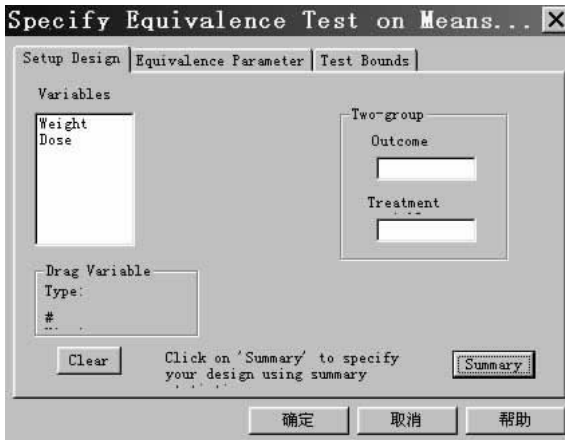 Specify Equivalence Test on Means...
Setup Design
Equivalence Parameter
Test Bounds
Variables
Weight
Dose
Two-group
Outcome
Treatment
Drag Variable
Type:
#
Clear
Click on 'Summary' to specify
your design using summary
Summary
确定
取消
帮助